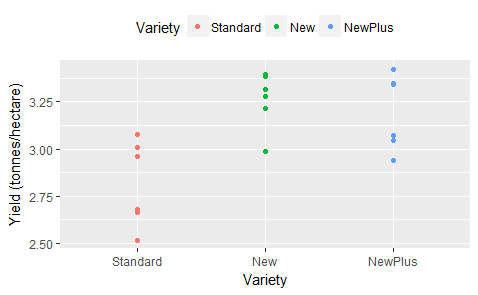 Variety Standard New NewPlus
Yield (tonnes/hectare)
3.25
3.00
2.75
2.50
Standard New NewPlus
Variety